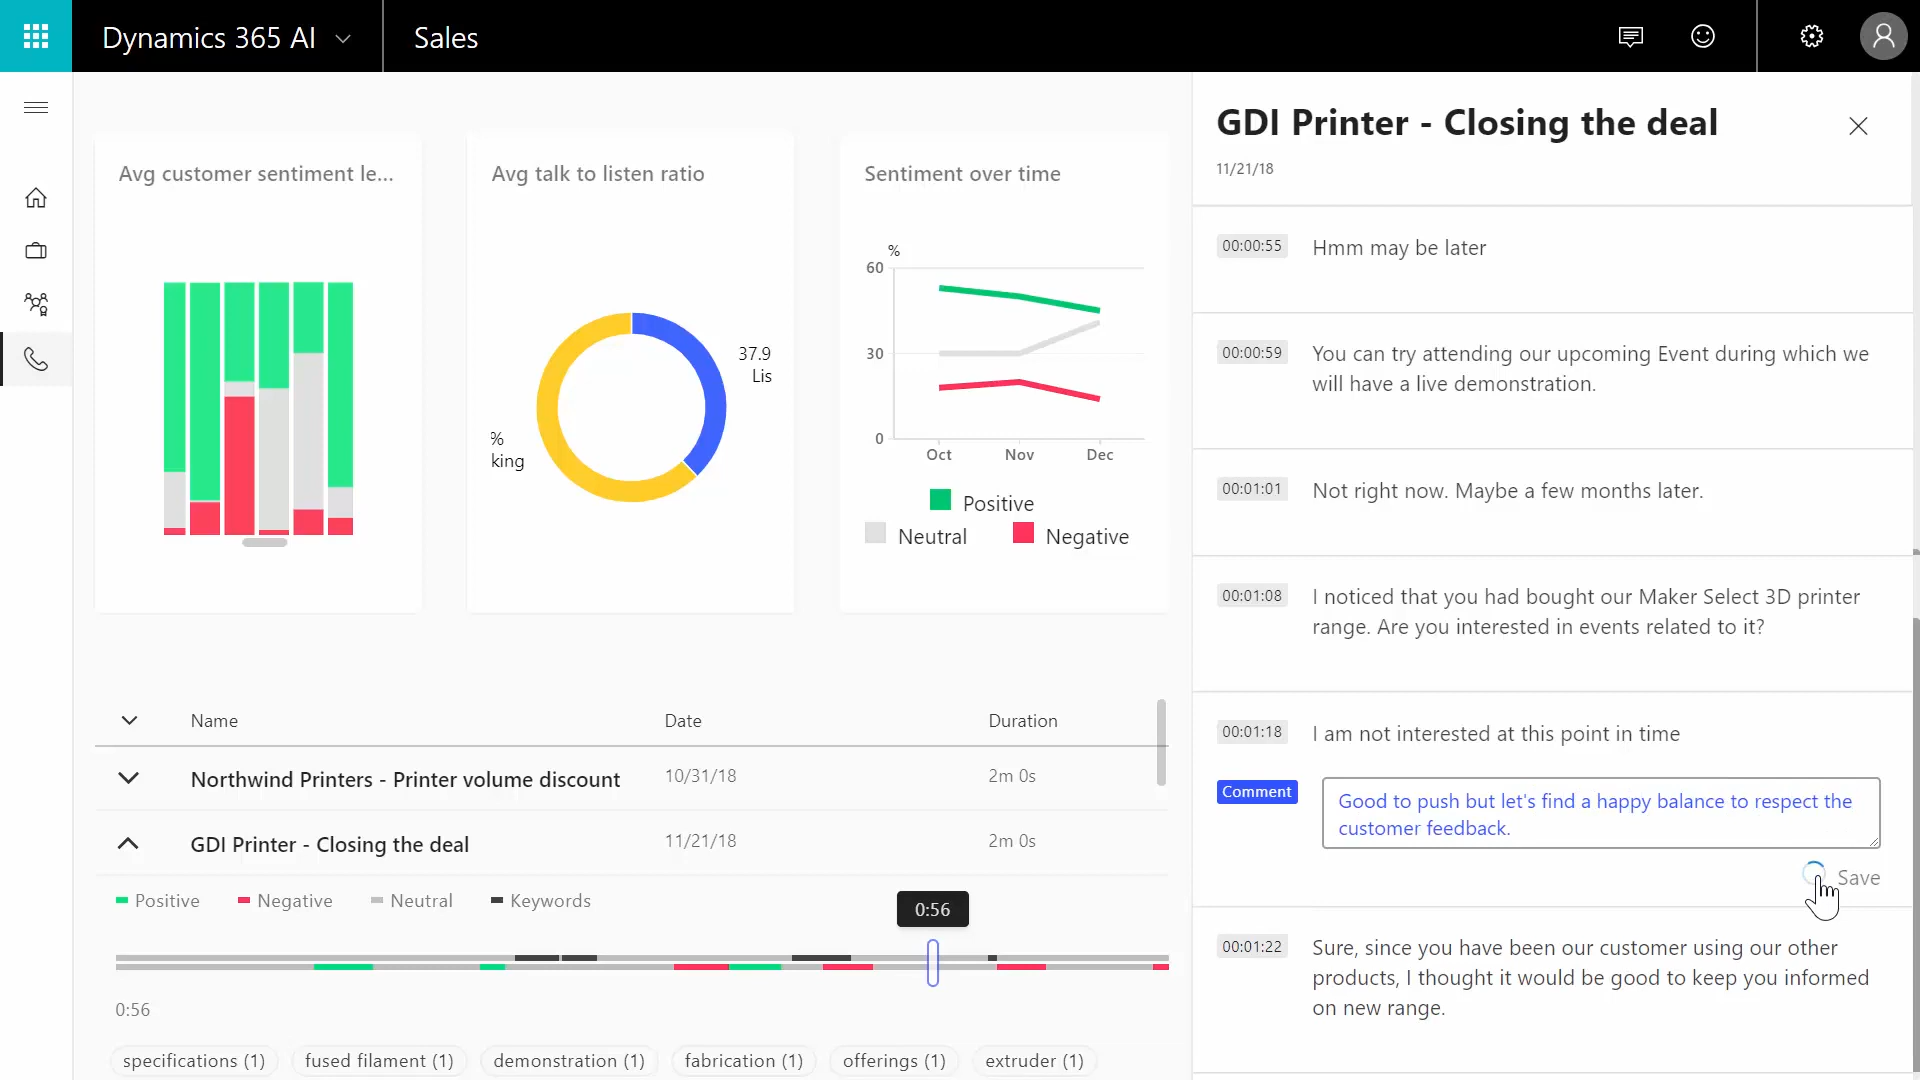 Dynamics 365 AI
Sales
Avg customer sentiment le...
Avg talk to listen ratio
37.9
Lis
%
king
Sentiment over time
%
60
30
0
Oct Nov Dec
Positive
Neutral Negative
Name Date Duration
Northwind Printers - Printer volume discount 10/31/18 2m 0s
GDI Printer - Closing the deal 11/21/18 2m 0s
Positive Negative Neutral Keywords
0:56
0:56
specifications (1) fused filament (1) demonstration (1) fabrication (1) offerings (1) extruder (1)
GDI Printer - Closing the deal
11/21/18
00:00:55 Hmm may be later
00:00:59 You can try attending our upcoming Event during which we
will have a live demonstration.
00:01:01 Not right now. Maybe a few months later.
00:01:08 I noticed that you had bought our Maker Select 3D printer
range. Are you interested in events related to it?
00:01:18 I am not interested at this point in time
Comment Good to push but let's find a happy balance to respect the
customer feedback.
Save
00:01:22 Sure, since you have been our customer using our other
products, I thought it would be good to keep you informed
on new range.